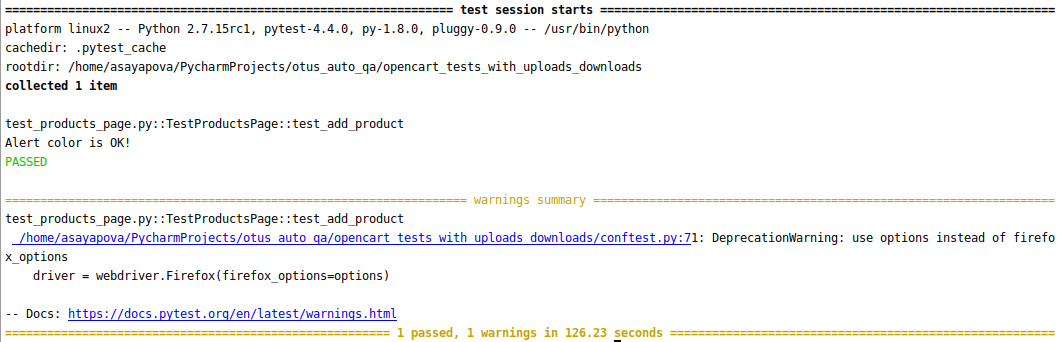 ================================================================ test session starts =================================================================
platform linux2 -- Python 2.7.15rc1, pytest-4.4.0, py-1.8.0, pluggy-0.9.0 -- /usr/bin/python
cachedir: .pytest_cache
rootdir: /home/asayapova/PycharmProjects/otus_auto_qa/opencart_tests_with_uploads_downloads
collected 1 item
test_products_page.py::TestProductsPage::test_add_product
Alert color is OK!
PASSED
================================================================== warnings summary ==================================================================
test_products_page.py::TestProductsPage::test_add_product
  /home/asayapova/PycharmProjects/otus_auto_qa/opencart_tests_with_uploads_downloads/conftest.py:71: DeprecationWarning: use options instead of firefo
x_options
    driver = webdriver.Firefox(firefox_options=options)
-- Docs: https://docs.pytest.org/en/latest/warnings.html
======================================================= 1 passed, 1 warnings in 126.23 seconds =======================================================